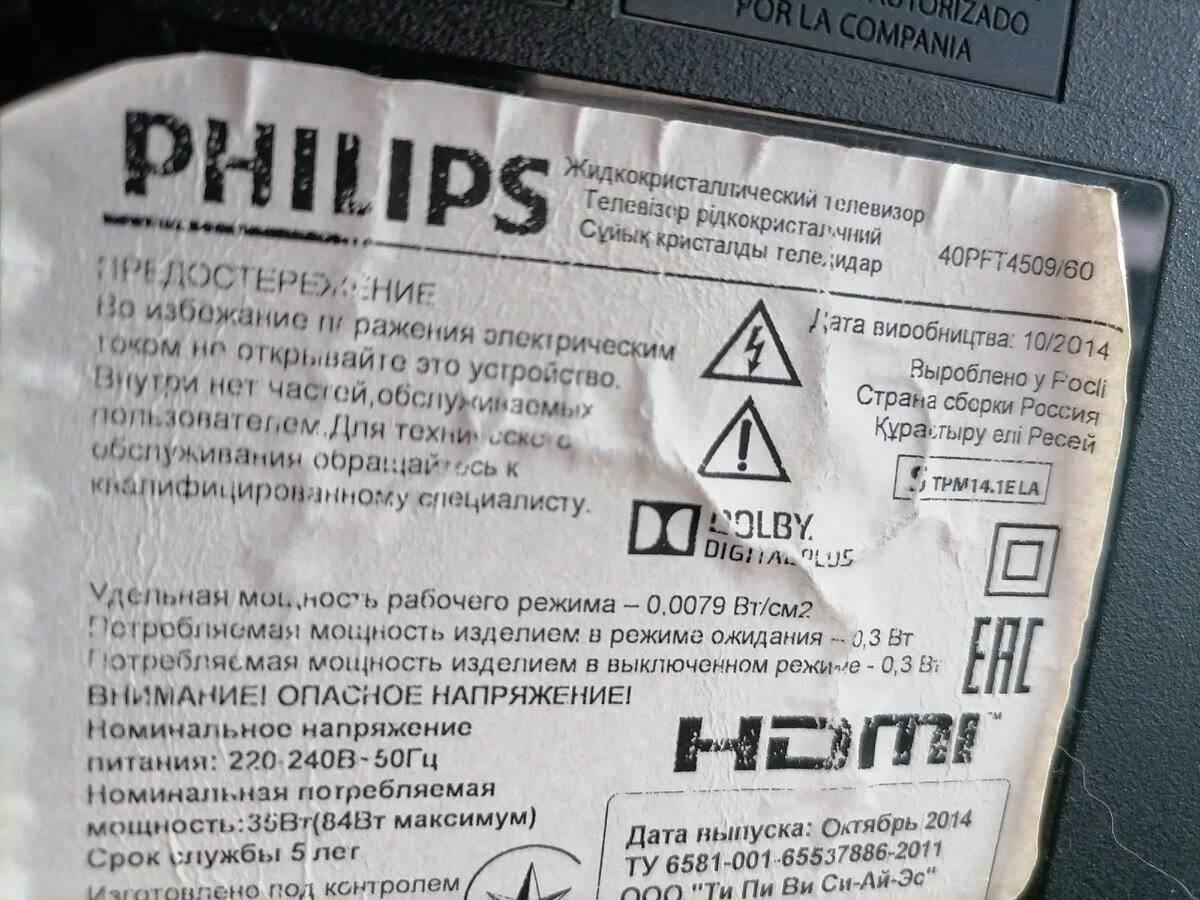 AUTORIZADO
POR LA COMPANIA
PHILIPS
Жидкокристаллический телевизор
Телевізор рідкокристалічний
Сұйық кристалды теледидар
40PFT4509/60
ПРЕДОСТЕРЕЖЕНИЕ
Во избежание поражения электрическим
током не открывайте это устройство.
Внутри нет частей,обслуживаемых
пользователем.Для технического
обслуживания обращайтесь к
квалифицированному специалисту.
Дата виробництва: 10/2014
Вироблено у Росії
Страна сборки Россия
Құрастыру елі Ресей
TPM14.1E LA
DOLBY
DIGITAL PLUS
Удельная мощность рабочего режима – 0,0079 Вт/см2
Потребляемая мощность изделием в режиме ожидания - 0,3 Вт
Потребляемая мощность изделием в выключенном режиме - 0,3 Вт
EAC
ВНИМАНИЕ! ОПАСНОЕ НАПРЯЖЕНИЕ!
Номинальное напряжение
питания: 220-240В~50Гц
HDMI™
Номинальная потребляемая
мощность:35Вт(84Вт максимум)
Срок службы 5 лет
Изготовлено под контролем
Дата выпуска: Октябрь 2014
ТУ 6581-001-65537886-2011
ООО "Ти Пи Ви Си-Ай-Эс"